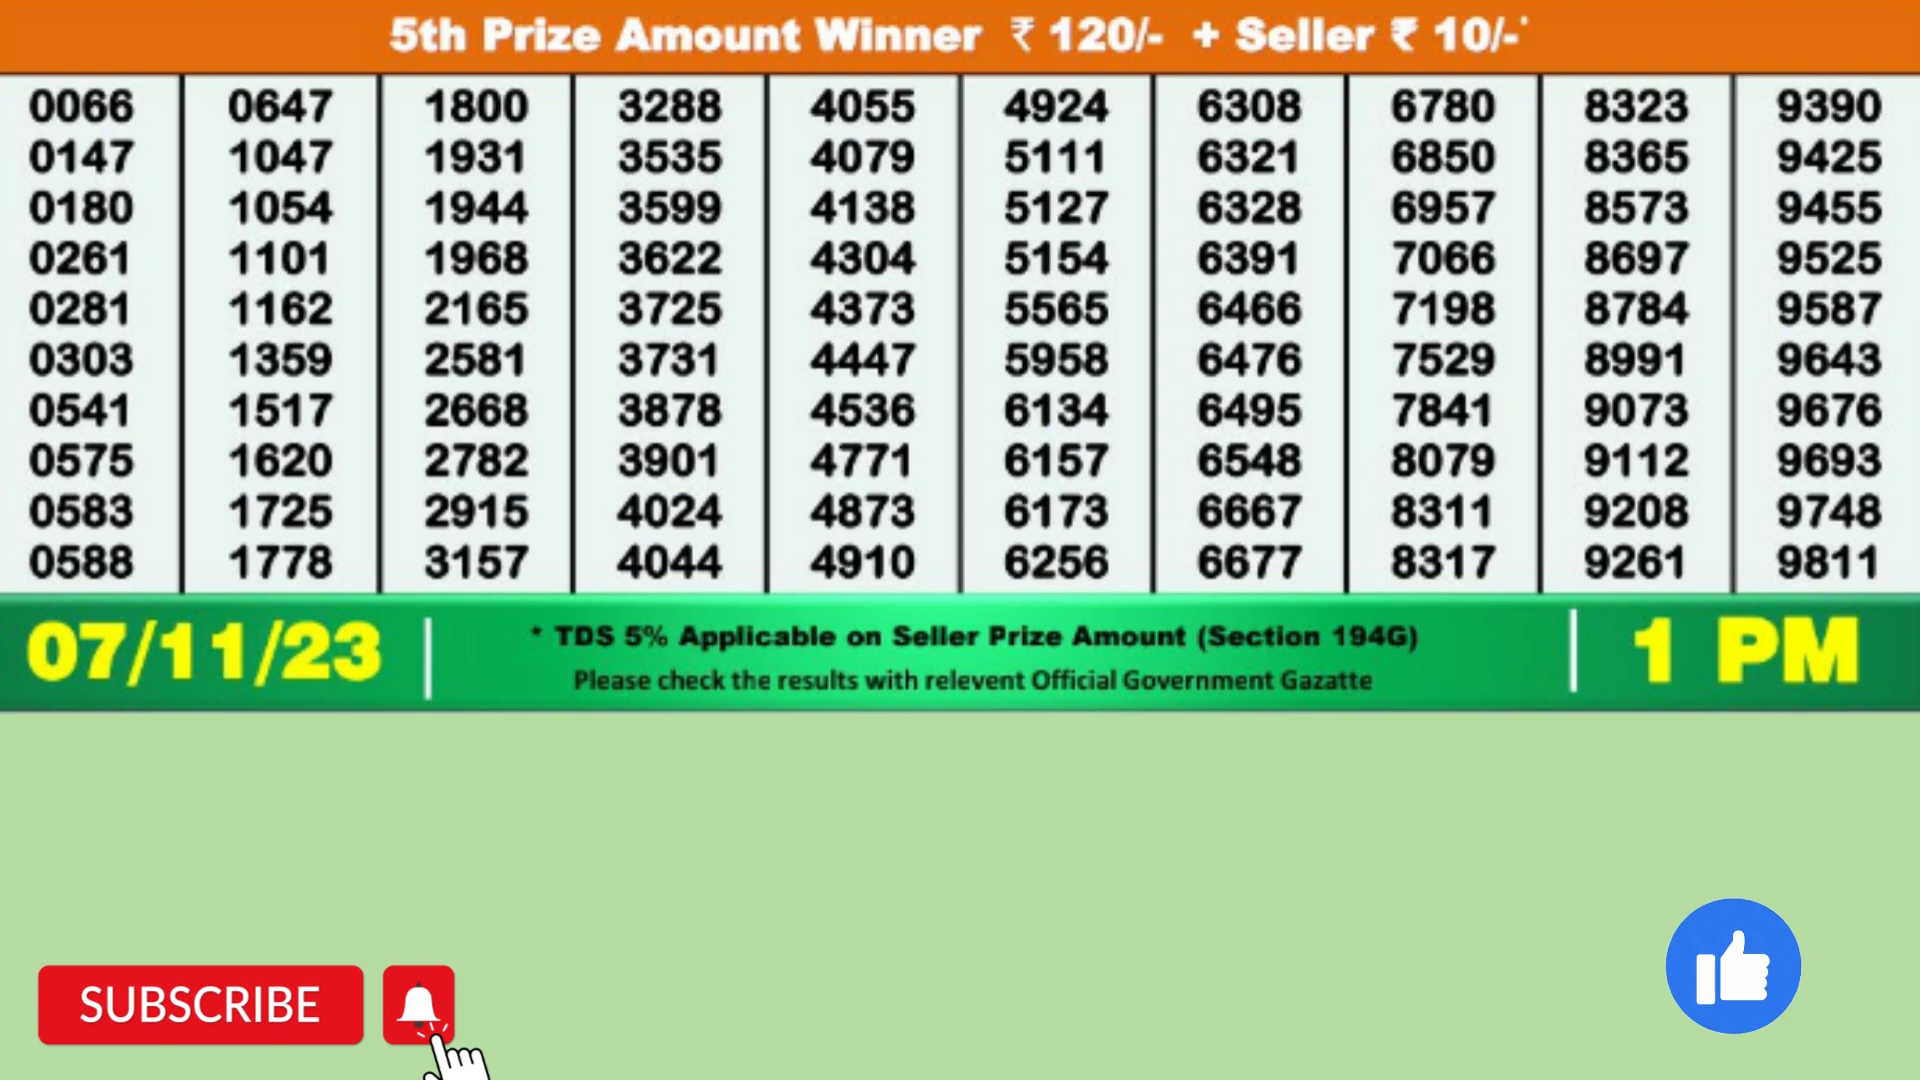 5th Prize Amount Winner ₹ 120/- + Seller ₹ 10/-*
0066 0647 1800 3288 4055 4924 6308 6780 8323 9390
0147 1047 1931 3535 4079 5111 6321 6850 8365 9425
0180 1054 1944 3599 4138 5127 6328 6957 8573 9455
0261 1101 1968 3622 4304 5154 6391 7066 8697 9525
0281 1162 2165 3725 4373 5565 6466 7198 8784 9587
0303 1359 2581 3731 4447 5958 6476 7529 8991 9643
0541 1517 2668 3878 4536 6134 6495 7841 9073 9676
0575 1620 2782 3901 4771 6157 6548 8079 9112 9693
0583 1725 2915 4024 4873 6173 6667 8311 9208 9748
0588 1778 3157 4044 4910 6256 6677 8317 9261 9811
07/11/23
* TDS 5% Applicable on Seller Prize Amount (Section 194G)
Please check the results with relevent Official Government Gazatte
1 PM
SUBSCRIBE